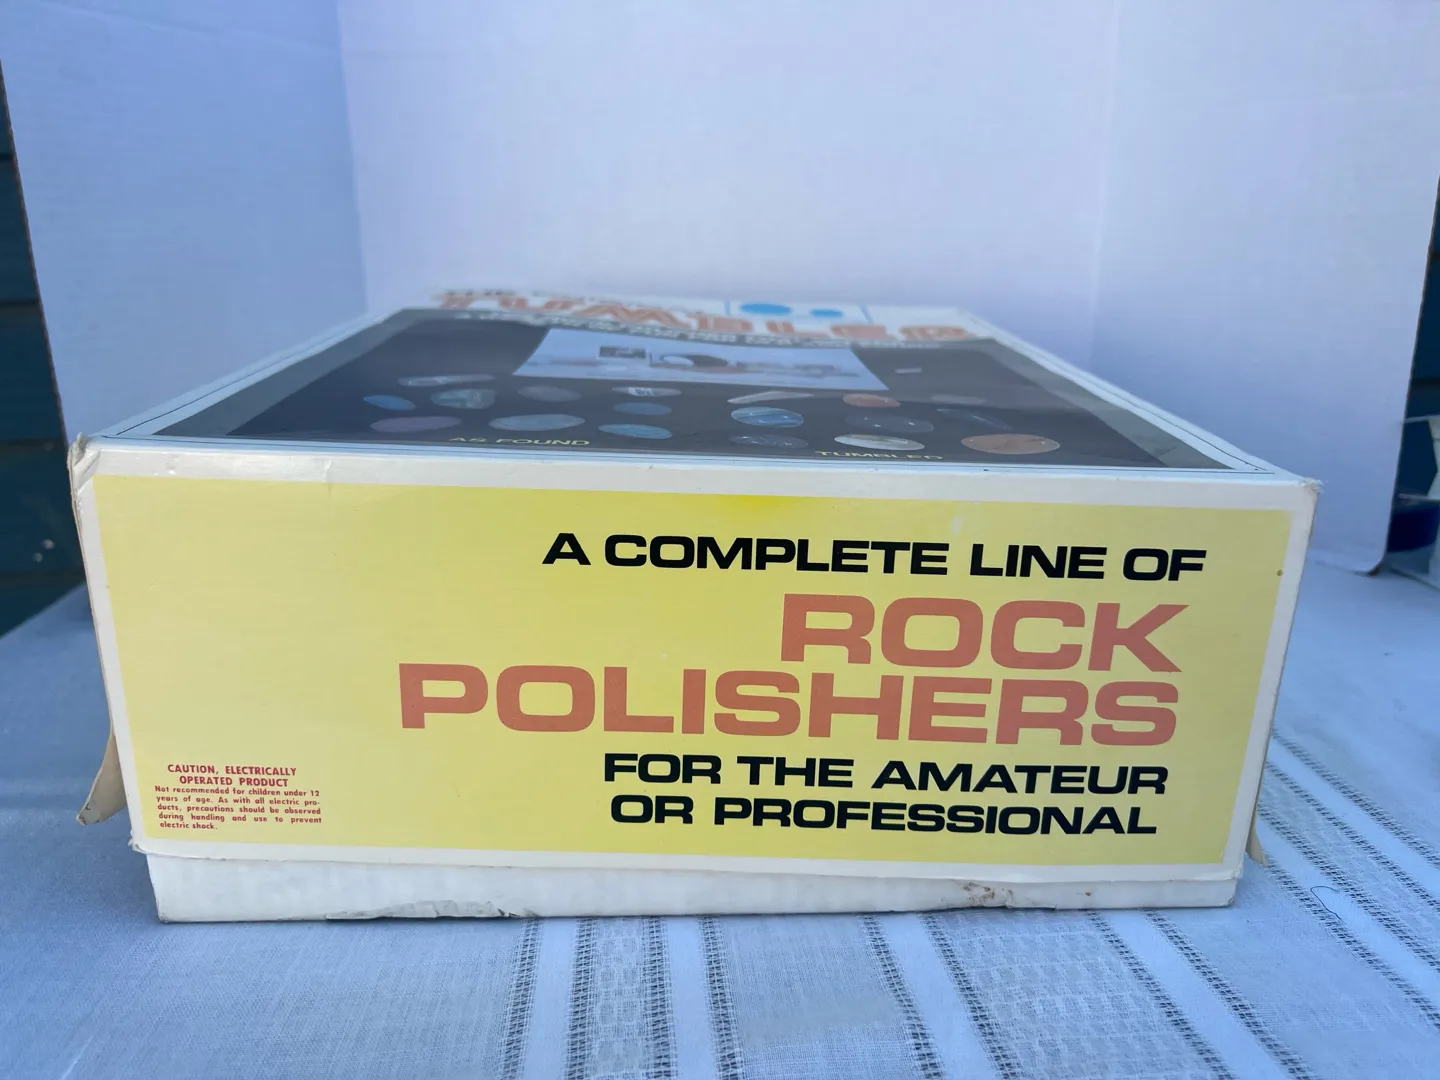 TUMBLER
AS FOUND
TUMBLED
A COMPLETE LINE OF
ROCK
POLISHERS
FOR THE AMATEUR
OR PROFESSIONAL
CAUTION, ELECTRICALLY
OPERATED PRODUCT
Not recommended for children under 12
years of age. As with all electric pro-
ducts, precautions should be observed
during handling and use to prevent
electric shock.